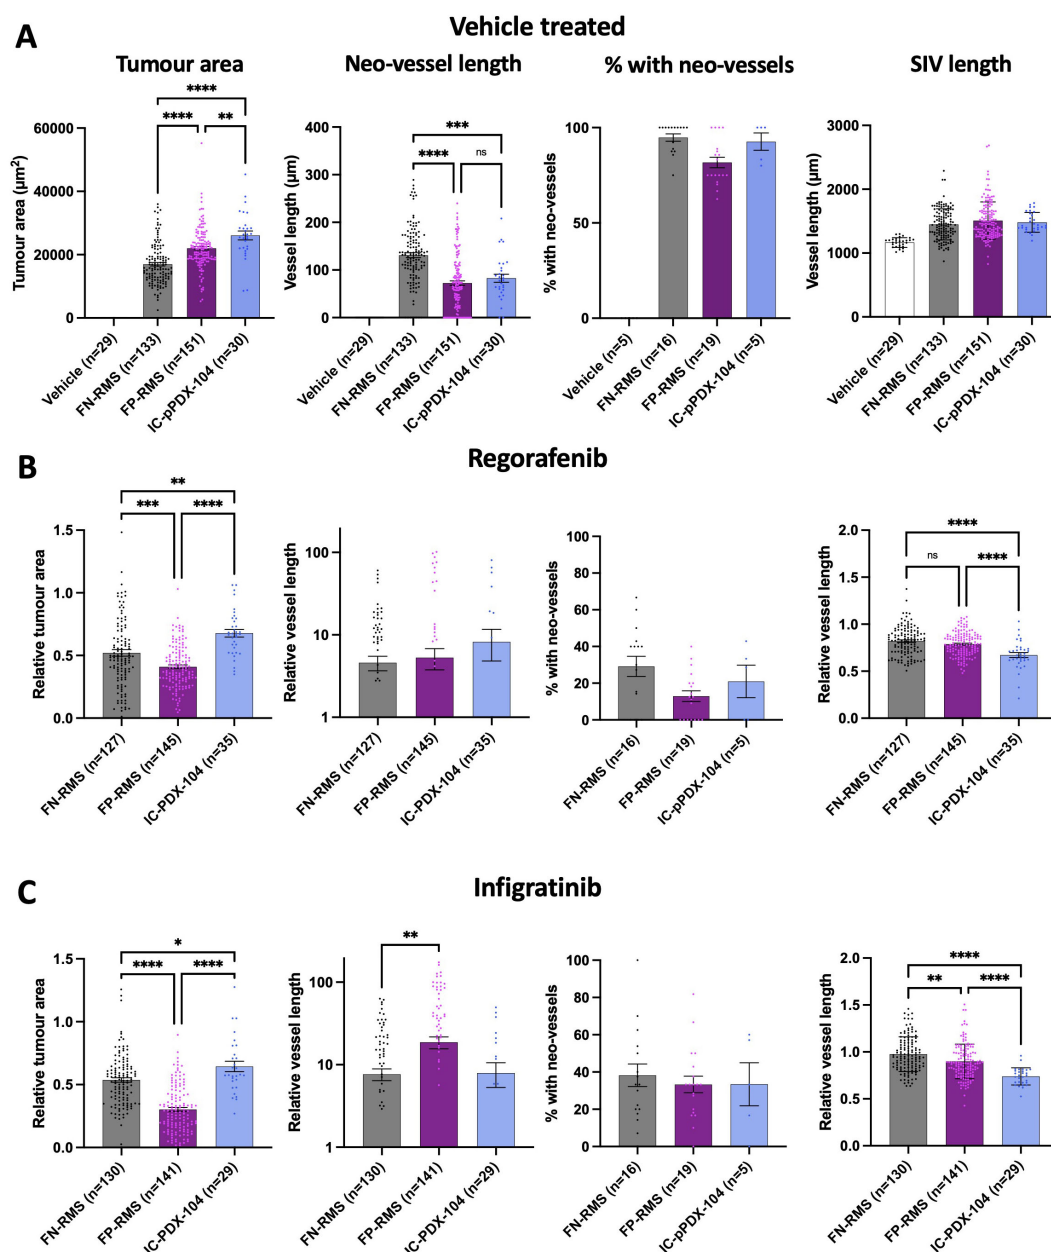 A
Vehicle treated
Tumour area
Neo-vessel length
% with neo-vessels
SIV length
Tumour area (µm²)
60000
40000
20000
0
****
****
**
Vehicle (n=29)
FN-RMS (n=133)
FP-RMS (n=151)
IC-pPDX-104 (n=30)
Vessel length (µm)
400
300
200
100
0
***
****
ns
Vehicle (n=29)
FN-RMS (n=133)
FP-RMS (n=151)
IC-pPDX-104 (n=30)
% with neo-vessels
100
50
0
Vehicle (n=5)
FN-RMS (n=16)
FP-RMS (n=19)
IC-pPDX-104 (n=5)
Vessel length (µm)
3000
2000
1000
0
Vehicle (n=29)
FN-RMS (n=133)
FP-RMS (n=151)
IC-pPDX-104 (n=30)
B
Regorafenib
Relative tumour area
1.5
1.0
0.5
0.0
**
***
****
FN-RMS (n=127)
FP-RMS (n=145)
IC-PDX-104 (n=35)
Relative vessel length
100
10
1
FN-RMS (n=127)
FP-RMS (n=145)
IC-PDX-104 (n=35)
% with neo-vessels
100
80
60
40
20
0
FN-RMS (n=16)
FP-RMS (n=19)
IC-pPDX-104 (n=5)
Relative vessel length
2.0
1.5
1.0
0.5
0.0
****
ns
****
FN-RMS (n=127)
FP-RMS (n=145)
IC-PDX-104 (n=35)
C
Infigratinib
Relative tumour area
1.5
1.0
0.5
0.0
*
****
****
FN-RMS (n=130)
FP-RMS (n=141)
IC-PDX-104 (n=29)
Relative vessel length
100
10
1
**
FN-RMS (n=130)
FP-RMS (n=141)
IC-PDX-104 (n=29)
% with neo-vessels
100
80
60
40
20
0
FN-RMS (n=16)
FP-RMS (n=19)
IC-pPDX-104 (n=5)
Relative vessel length
2.0
1.5
1.0
0.5
0.0
****
**
****
FN-RMS (n=130)
FP-RMS (n=141)
IC-PDX-104 (n=29)